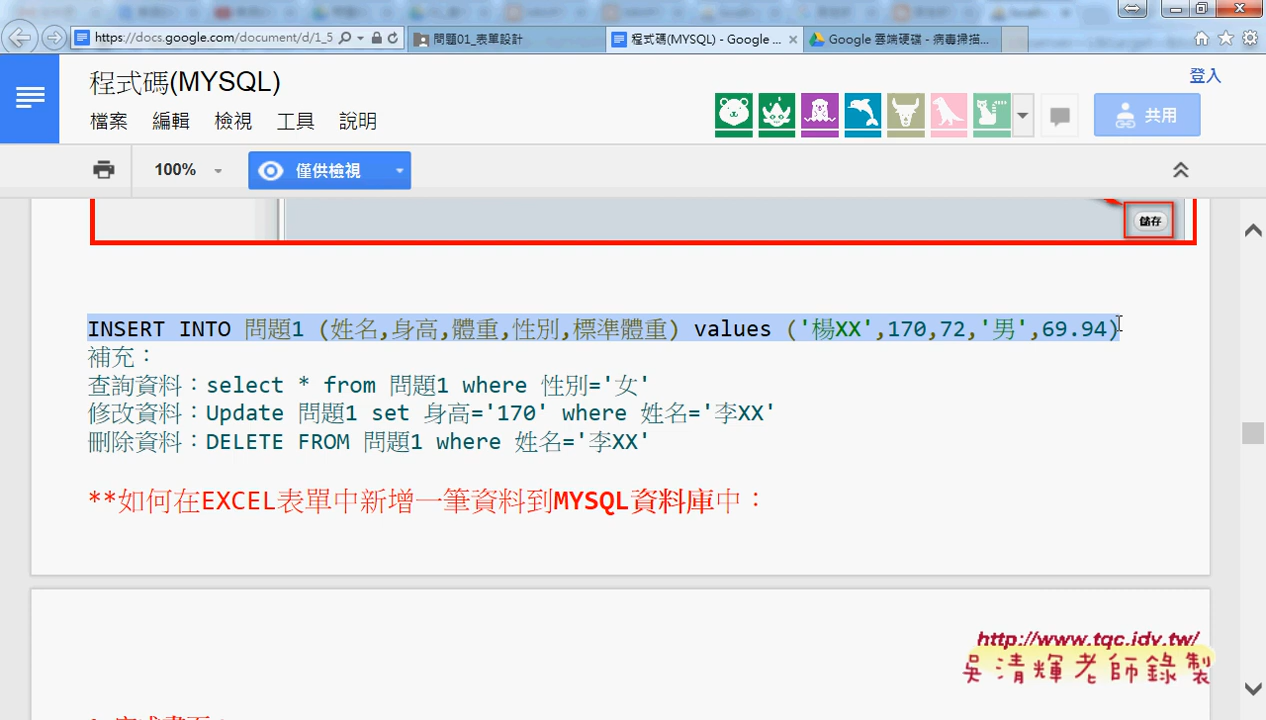 https://docs.google.com/document/d/1_5
問題01_表單設計
程式碼(MYSQL) - Google ...
Google 雲端硬碟 - 病毒掃描...
程式碼(MYSQL)
登入
檔案 編輯 檢視 工具 說明
共用
100%
僅供檢視
儲存
INSERT INTO 問題1 (姓名,身高,體重,性別,標準體重) values ('楊XX',170,72,'男',69.94)
補充：
查詢資料：select * from 問題1 where 性別='女'
修改資料：Update 問題1 set 身高='170' where 姓名='李XX'
刪除資料：DELETE FROM 問題1 where 姓名='李XX'
**如何在EXCEL表單中新增一筆資料到MYSQL資料庫中：
http://www.tqc.idv.tw/
吳清輝老師錄製